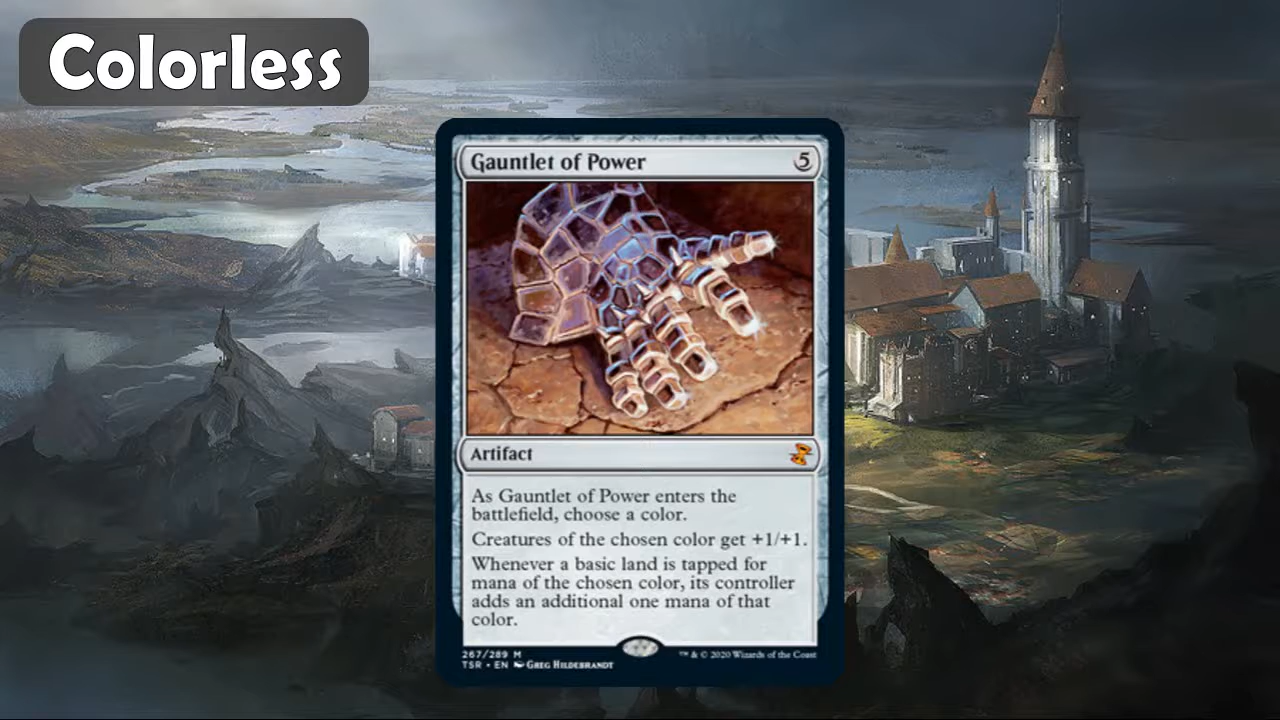 Colorless
Gauntlet of Power 5
Artifact
As Gauntlet of Power enters the
battlefield, choose a color.
Creatures of the chosen color get +1/+1.
Whenever a basic land is tapped for
mana of the chosen color, its controller
adds an additional one mana of that
color.
267/289 M
TSR • EN Greg Hildebrandt
™ & © 2020 Wizards of the Coast